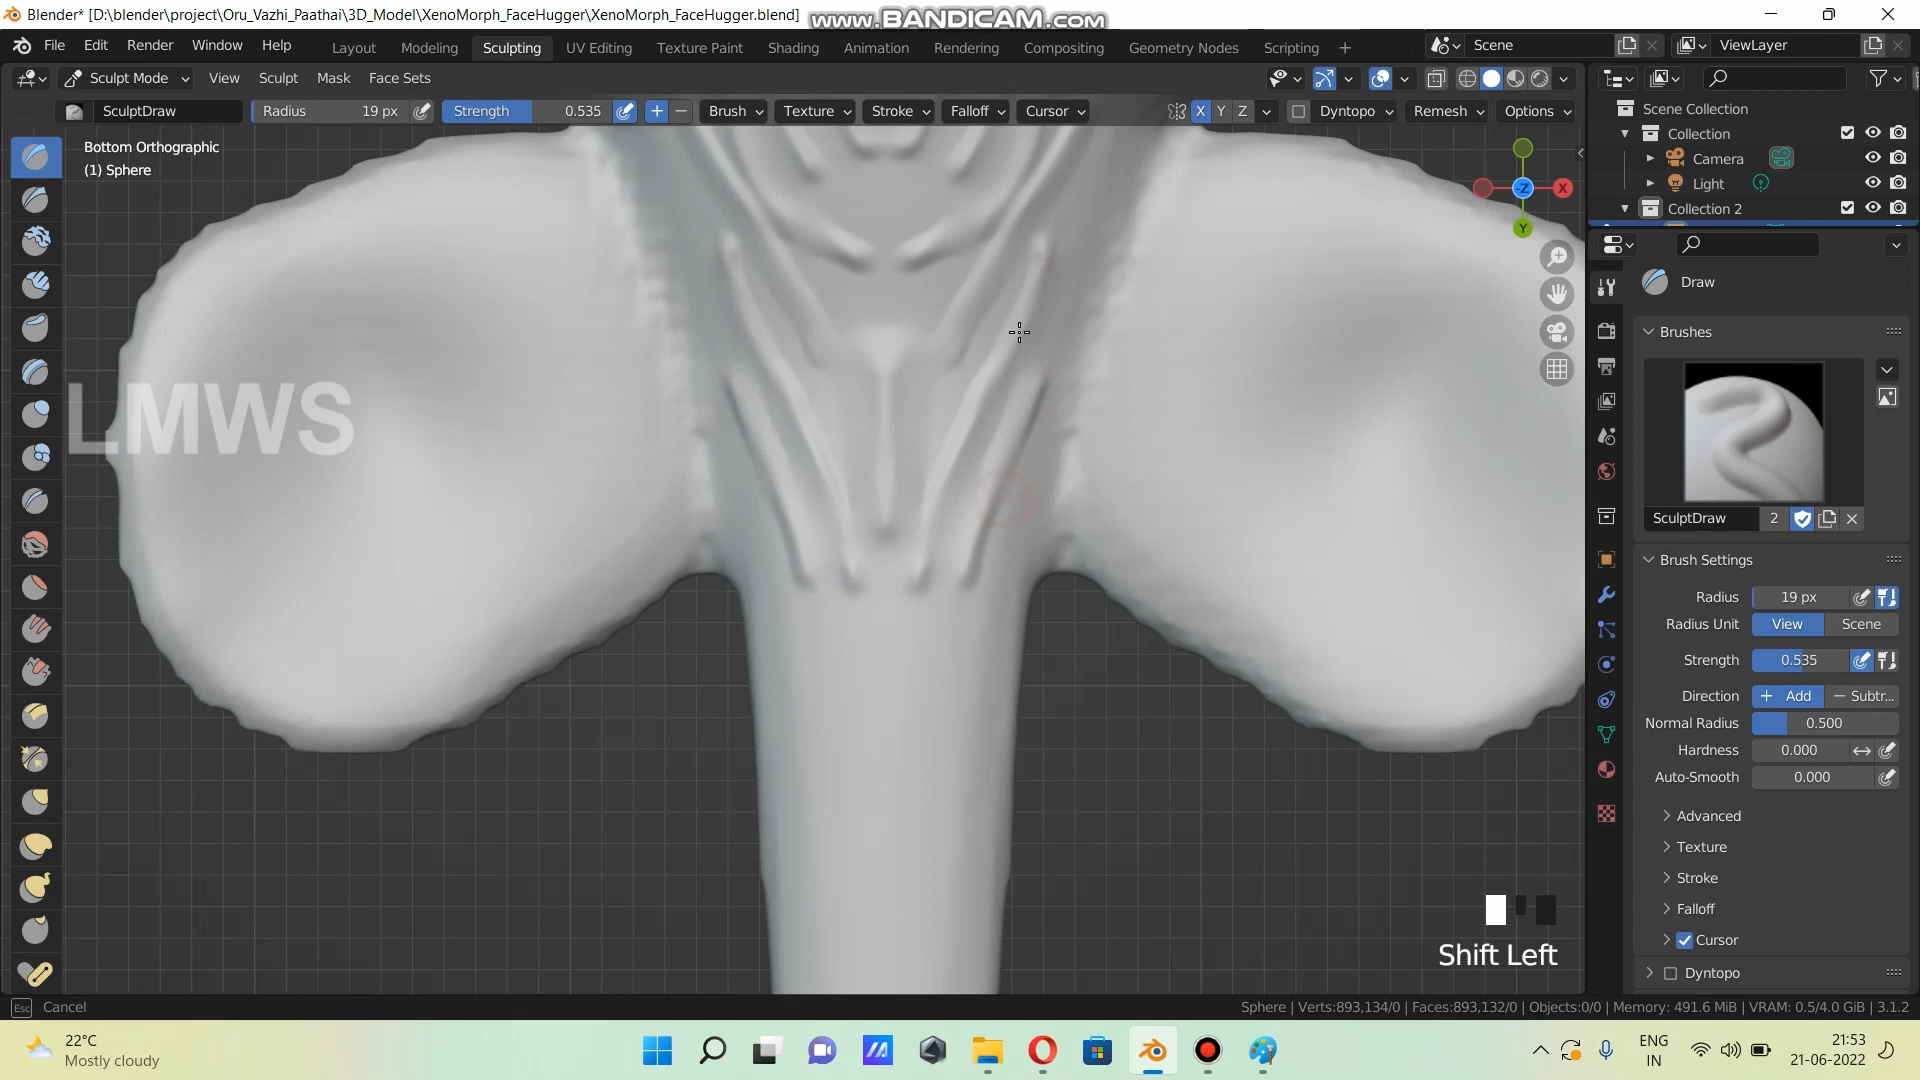 Blender* [D:\blender\project\Oru_Vazhi_Paathai\3D_Model\XenoMorph_FaceHugger\XenoMorph_FaceHugger.blend]
www.BANDICAM.com
File Edit Render Window Help Layout Modeling Sculpting UV Editing Texture Paint Shading Animation Rendering Compositing Geometry Nodes Scripting + Scene ViewLayer
Sculpt Mode View Sculpt Mask Face Sets
SculptDraw Radius 19 px Strength 0.535 + − Brush Texture Stroke Falloff Cursor X Y Z Dyntopo Remesh Options
Scene Collection
Collection
Camera
Light
Collection 2
Bottom Orthographic
(1) Sphere
-Z X
Y
LMWS
Draw
Brushes
SculptDraw 2
Brush Settings
Radius 19 px
Radius Unit View Scene
Strength 0.535
Direction + Add − Subtr...
Normal Radius 0.500
Hardness 0.000
Auto-Smooth 0.000
Advanced
Texture
Stroke
Falloff
Cursor
Dyntopo
Shift Left
Esc Cancel
Sphere | Verts:893,134/0 | Faces:893,132/0 | Objects:0/0 | Memory: 491.6 MiB | VRAM: 0.5/4.0 GiB | 3.1.2
22°C
Mostly cloudy
ENG
IN
21:53
21-06-2022